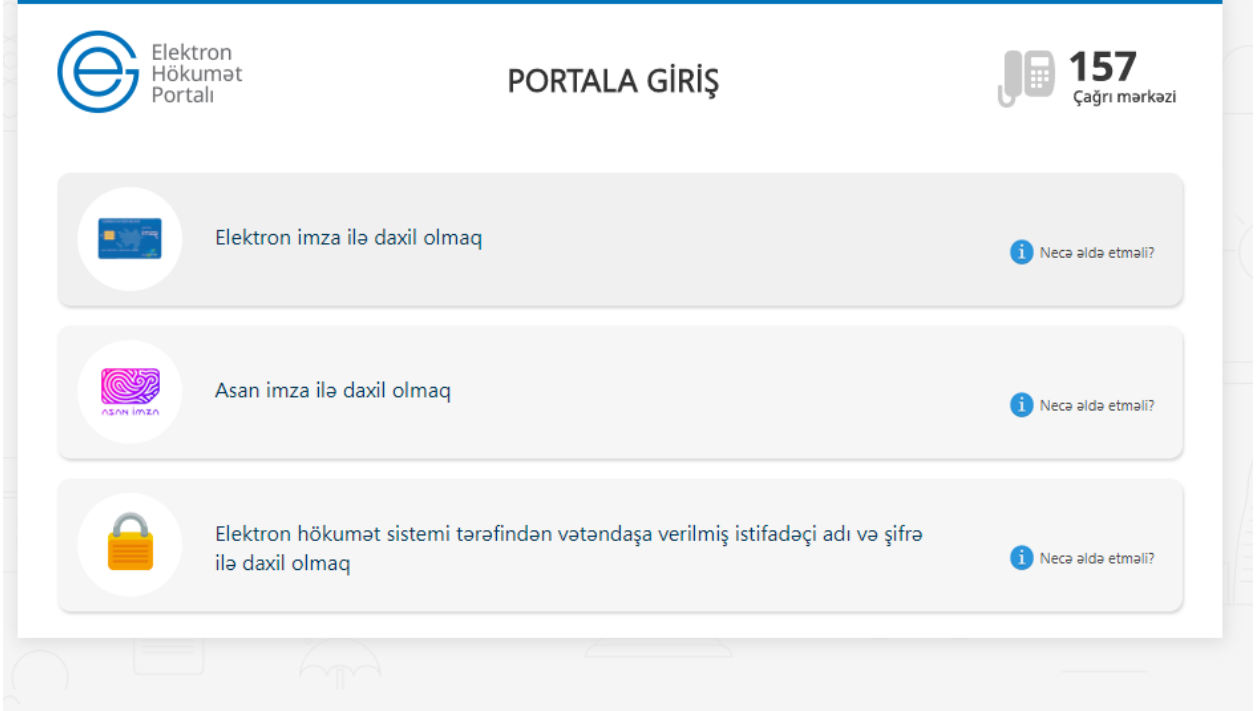 Elektron
Hökumət
Portalı
PORTALA GİRİŞ
157
Çağrı mərkəzi
Elektron imza ilə daxil olmaq
Necə əldə etməli?
ASAN İMZA
Asan imza ilə daxil olmaq
Necə əldə etməli?
Elektron hökumət sistemi tərəfindən vətəndaşa verilmiş istifadəçi adı və şifrə
ilə daxil olmaq
Necə əldə etməli?